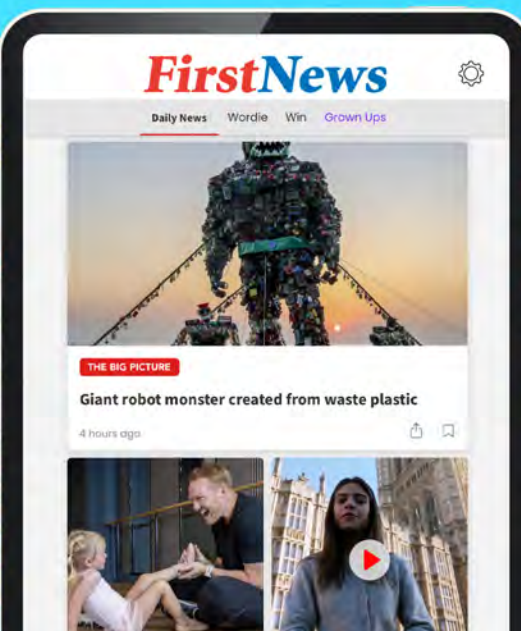 FirstNews
Daily News Wordle Win Grown Ups
THE BIG PICTURE
Giant robot monster created from waste plastic
4 hours ago